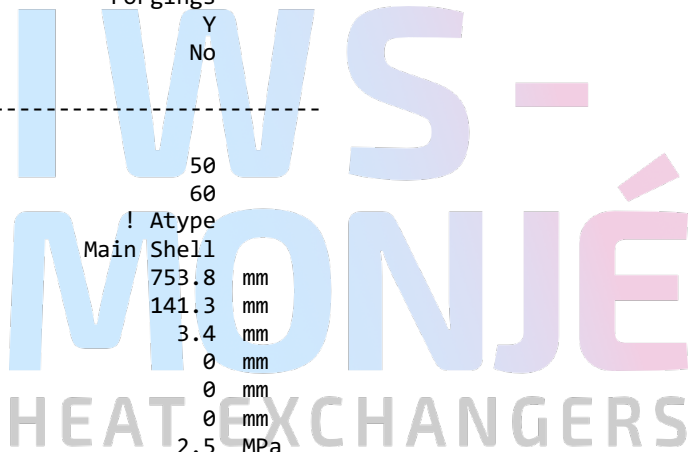 Forgings
Y
No
--------------------------------
50
60
! Atype
Main Shell
753.8 mm
141.3 mm
3.4 mm
0 mm
0 mm
0 mm
2.5 MPa
IWS-
MONJÉ
HEAT EXCHANGERS